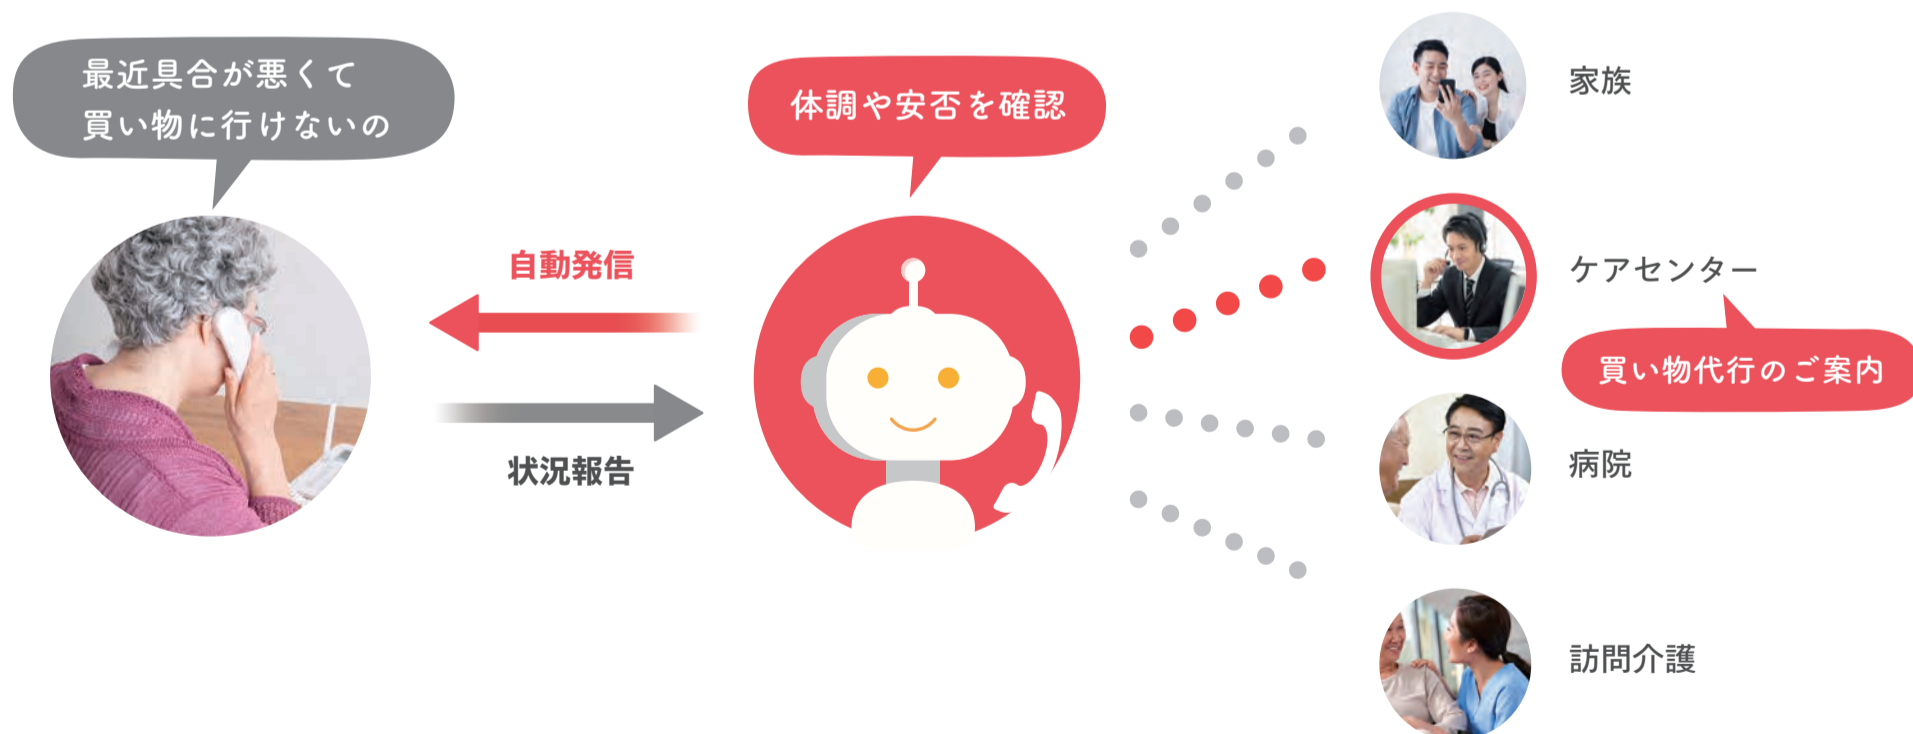 最近具合が悪くて
買い物に行けないの
体調や安否を確認
自動発信
状況報告
家族
ケアセンター
買い物代行のご案内
病院
訪問介護